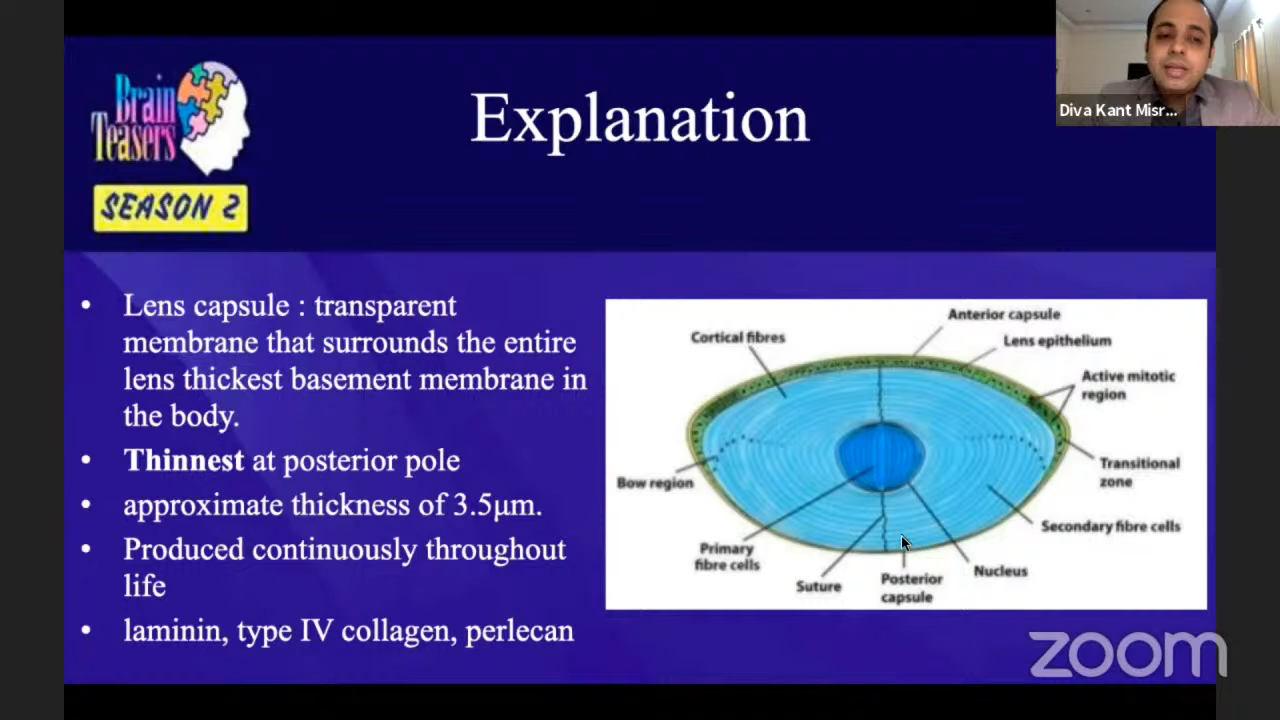 Diva Kant Misr...
Brain
Teasers
SEASON 2
Explanation
• Lens capsule : transparent
membrane that surrounds the entire
lens thickest basement membrane in
the body.
• Thinnest at posterior pole
• approximate thickness of 3.5μm.
• Produced continuously throughout
life
• laminin, type IV collagen, perlecan
Anterior capsule
Cortical fibres
Lens epithelium
Active mitotic
region
Transitional
zone
Bow region
Secondary fibre cells
Primary
fibre cells
Suture
Posterior
capsule
Nucleus
zoom